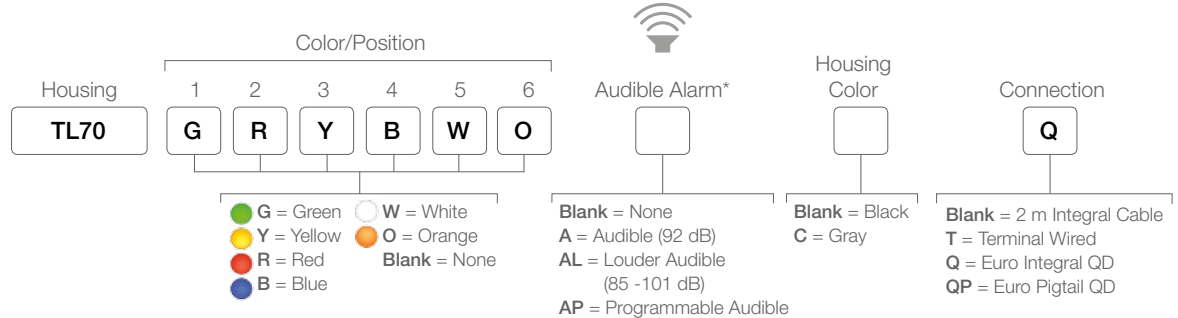 Color/Position
Housing 1 2 3 4 5 6 Audible Alarm* Housing Color Connection
TL70 G R Y B W O Q
G = Green
Y = Yellow
R = Red
B = Blue
W = White
O = Orange
Blank = None
Blank = None
A = Audible (92 dB)
AL = Louder Audible
(85 -101 dB)
AP = Programmable Audible
Blank = Black
C = Gray
Blank = 2 m Integral Cable
T = Terminal Wired
Q = Euro Integral QD
QP = Euro Pigtail QD